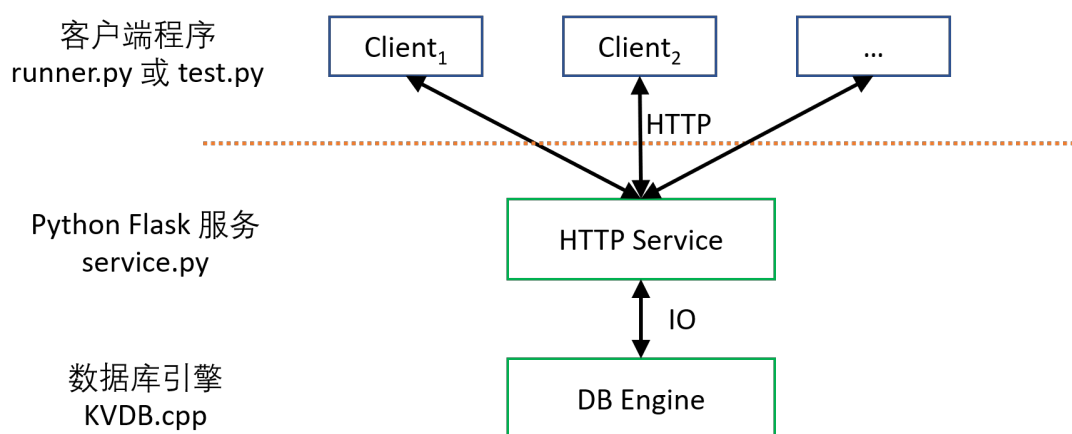 客户端程序
runner.py 或 test.py
Client₁
Client₂
...
HTTP
Python Flask 服务
service.py
HTTP Service
IO
数据库引擎
KVDB.cpp
DB Engine